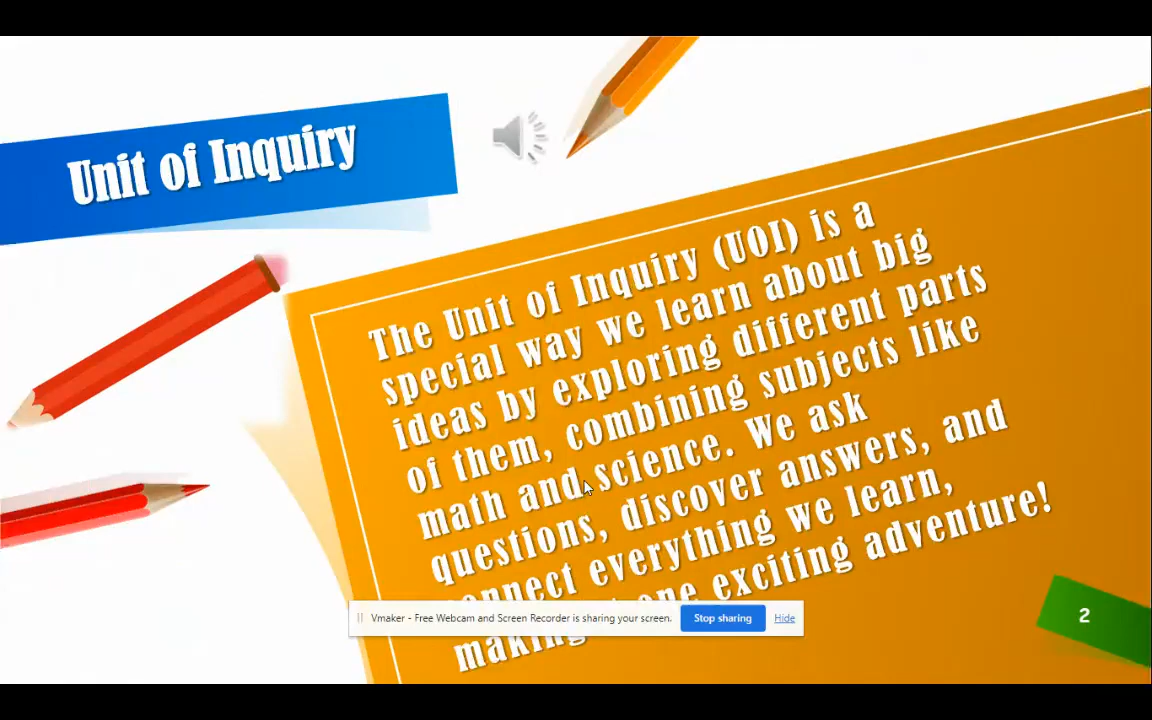 Unit of Inquiry
The Unit of Inquiry (UOI) is a
special way we learn about big
ideas by exploring different parts
of them, combining subjects like
math and science. We ask
questions, discover answers, and
connect everything we learn,
making one exciting adventure!
Vmaker - Free Webcam and Screen Recorder is sharing your screen.
Stop sharing
Hide
2